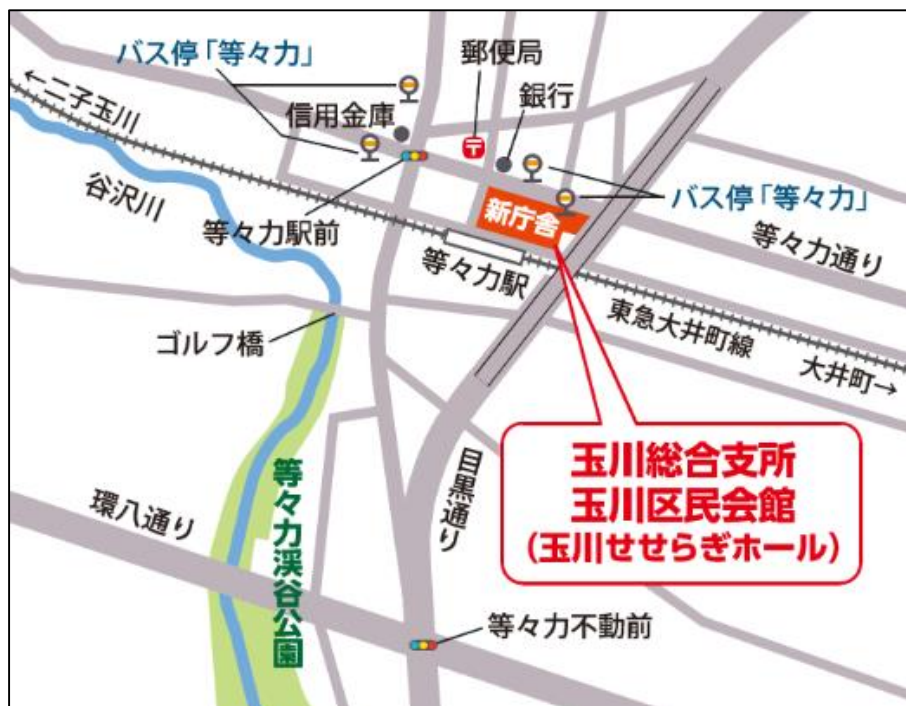 バス停「等々力」
郵便局
銀行
←二子玉川
信用金庫
谷沢川
等々力駅前
新庁舎
バス停「等々力」
等々力通り
等々力駅
東急大井町線
大井町→
ゴルフ橋
玉川総合支所
玉川区民会館
(玉川せせらぎホール)
目黒通り
等々力渓谷公園
環八通り
等々力不動前